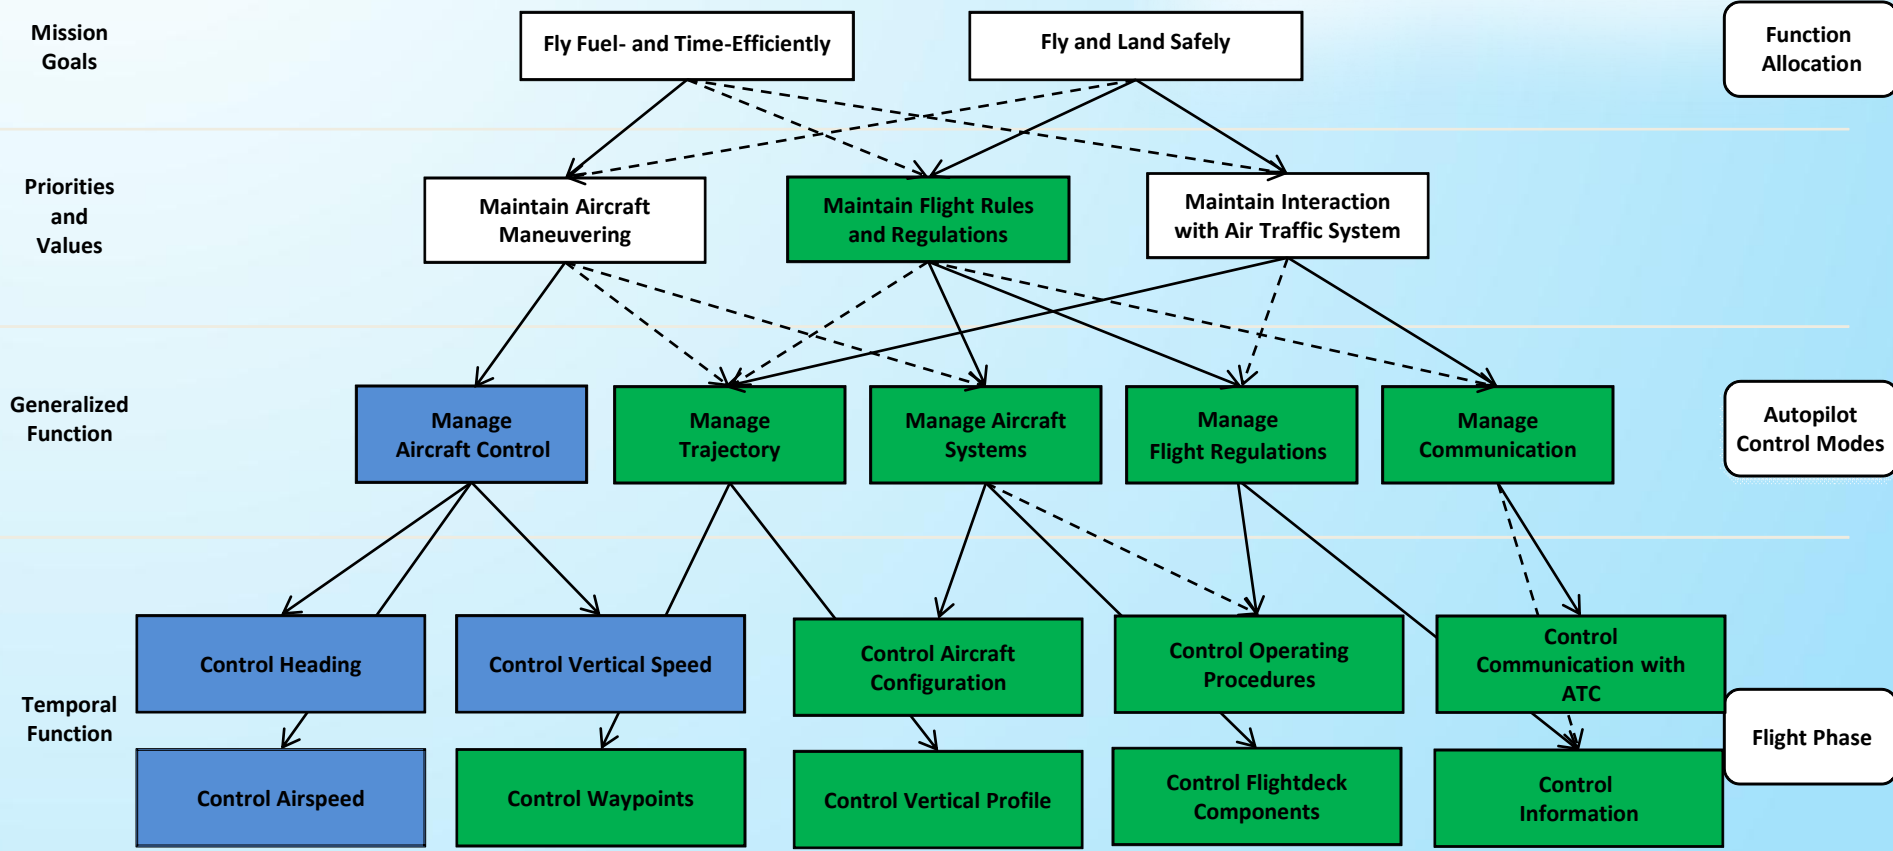 Mission
Goals
Fly Fuel- and Time-Efficiently
Fly and Land Safely
Function
Allocation
Priorities
and
Values
Maintain Aircraft
Maneuvering
Maintain Flight Rules
and Regulations
Maintain Interaction
with Air Traffic System
Generalized
Function
Manage
Aircraft Control
Manage
Trajectory
Manage Aircraft
Systems
Manage
Flight Regulations
Manage
Communication
Autopilot
Control Modes
Temporal
Function
Control Heading
Control Vertical Speed
Control Aircraft
Configuration
Control Operating
Procedures
Control
Communication with
ATC
Flight Phase
Control Airspeed
Control Waypoints
Control Vertical Profile
Control Flightdeck
Components
Control
Information